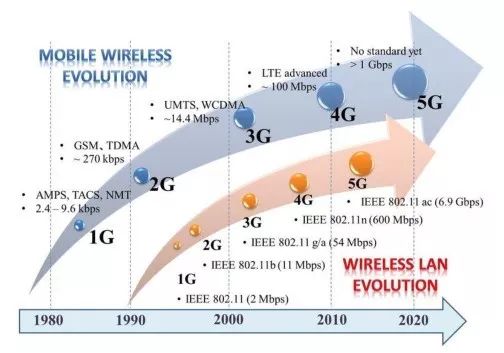 MOBILE WIRELESS
EVOLUTION
• No standard yet
• > 1 Gbps
5G
• LTE advanced
• ~ 100 Mbps
4G
• UMTS, WCDMA
• ~14.4 Mbps
3G
• GSM、TDMA
• ~ 270 kbps
2G
• AMPS, TACS, NMT
• 2.4 – 9.6 kbps
1G
5G
• IEEE 802.11 ac (6.9 Gbps)
4G
• IEEE 802.11n (600 Mbps)
3G
• IEEE 802.11 g/a (54 Mbps)
2G
• IEEE 802.11b (11 Mbps)
1G
• IEEE 802.11 (2 Mbps)
WIRELESS LAN
EVOLUTION
1980 1990 2000 2010 2020